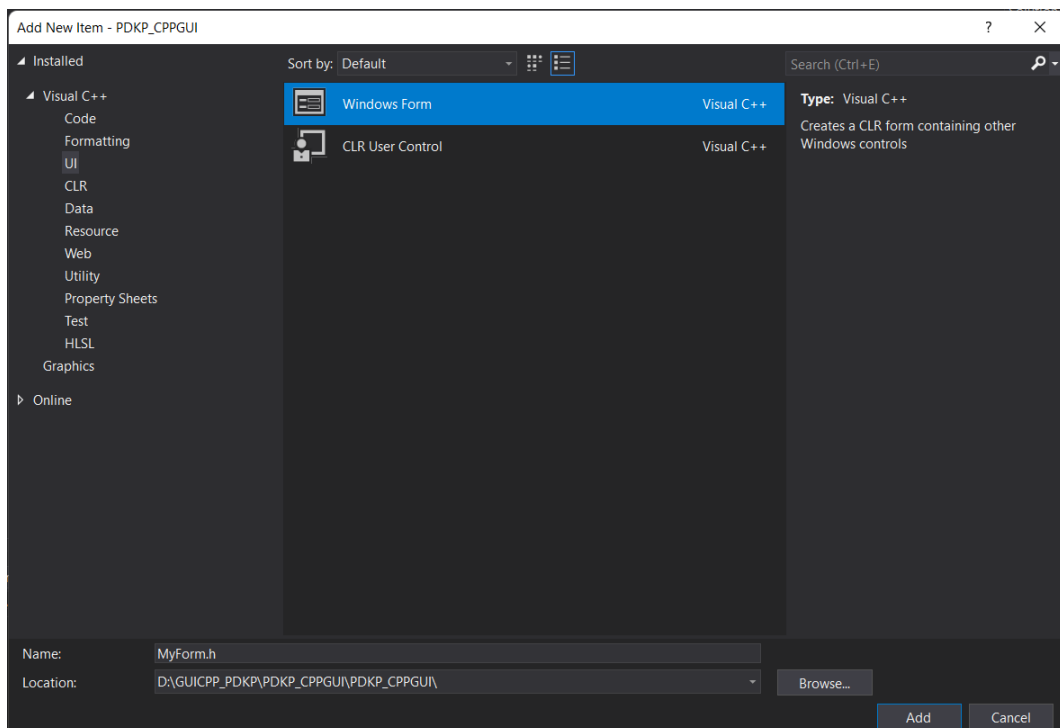 Add New Item - PDKP_CPPGUI
?
Installed
Sort by: Default
Search (Ctrl+E)
Visual C++
Code
Formatting
UI
CLR
Data
Resource
Web
Utility
Property Sheets
Test
HLSL
Graphics
Online
Windows Form Visual C++
CLR User Control Visual C++
Type: Visual C++
Creates a CLR form containing other
Windows controls
Name: MyForm.h
Location: D:\GUICPP_PDKP\PDKP_CPPGUI\PDKP_CPPGUI\
Browse...
Add Cancel